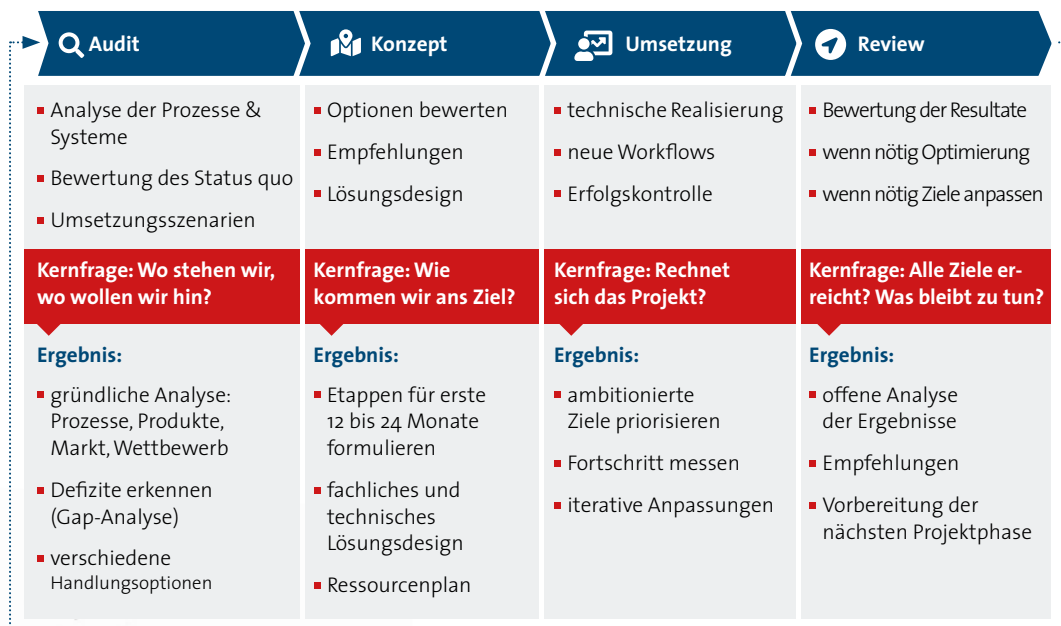 Audit
Konzept
Umsetzung
Review
Analyse der Prozesse &
Systeme
Bewertung des Status quo
Umsetzungsszenarien
Optionen bewerten
Empfehlungen
Lösungsdesign
technische Realisierung
neue Workflows
Erfolgskontrolle
Bewertung der Resultate
wenn nötig Optimierung
wenn nötig Ziele anpassen
Kernfrage: Wo stehen wir,
wo wollen wir hin?
Kernfrage: Wie
kommen wir ans Ziel?
Kernfrage: Rechnet
sich das Projekt?
Kernfrage: Alle Ziele er-
reicht? Was bleibt zu tun?
Ergebnis:
gründliche Analyse:
Prozesse, Produkte,
Markt, Wettbewerb
Defizite erkennen
(Gap-Analyse)
verschiedene
Handlungsoptionen
Ergebnis:
Etappen für erste
12 bis 24 Monate
formulieren
fachliches und
technisches
Lösungsdesign
Ressourcenplan
Ergebnis:
ambitionierte
Ziele priorisieren
Fortschritt messen
iterative Anpassungen
Ergebnis:
offene Analyse
der Ergebnisse
Empfehlungen
Vorbereitung der
nächsten Projektphase